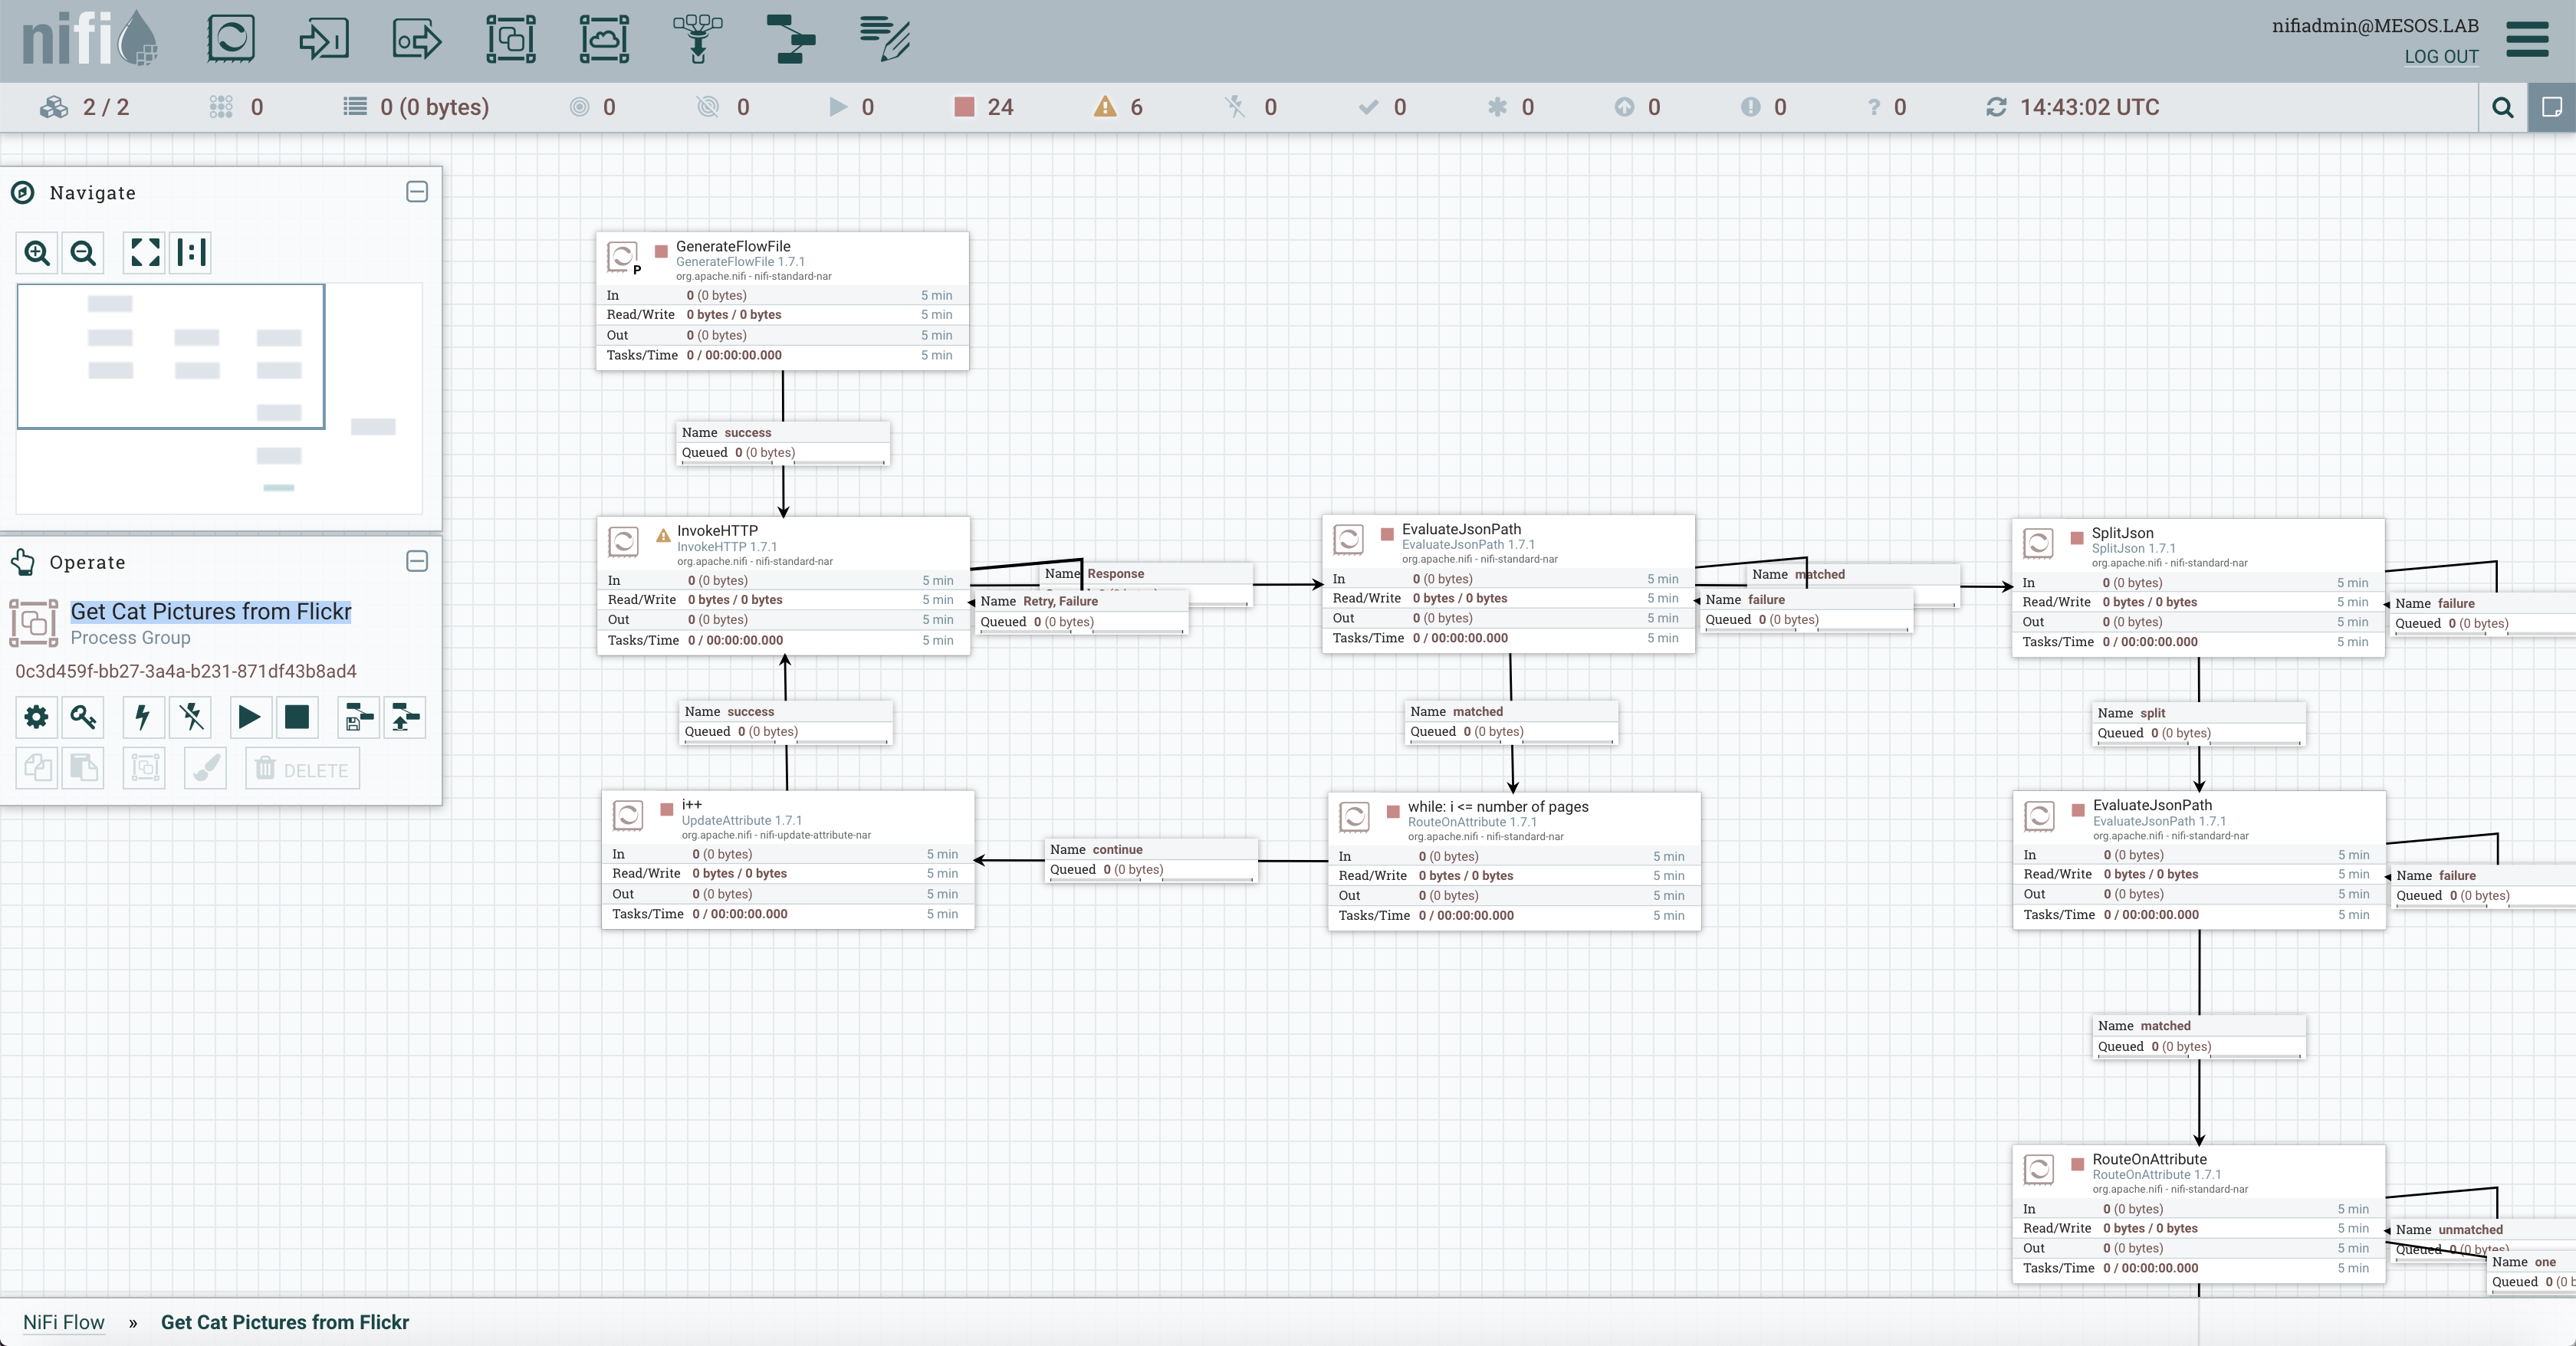 nifi
nifiadmin@MESOS.LAB
LOG OUT
2 / 2 0 0 (0 bytes) 0 0 0 24 6 0 0 0 0 0 ? 0 14:43:02 UTC
Navigate
Operate
Get Cat Pictures from Flickr
Process Group
0c3d459f-bb27-3a4a-b231-871df43b8ad4
DELETE
GenerateFlowFile
GenerateFlowFile 1.7.1
org.apache.nifi - nifi-standard-nar
P
In 0 (0 bytes) 5 min
Read/Write 0 bytes / 0 bytes 5 min
Out 0 (0 bytes) 5 min
Tasks/Time 0 / 00:00:00.000 5 min
Name success
Queued 0 (0 bytes)
InvokeHTTP
InvokeHTTP 1.7.1
org.apache.nifi - nifi-standard-nar
In 0 (0 bytes) 5 min
Read/Write 0 bytes / 0 bytes 5 min
Out 0 (0 bytes) 5 min
Tasks/Time 0 / 00:00:00.000 5 min
Name Response
Name Retry, Failure
Queued 0 (0 bytes)
EvaluateJsonPath
EvaluateJsonPath 1.7.1
org.apache.nifi - nifi-standard-nar
In 0 (0 bytes) 5 min
Read/Write 0 bytes / 0 bytes 5 min
Out 0 (0 bytes) 5 min
Tasks/Time 0 / 00:00:00.000 5 min
Name matched
Name failure
Queued 0 (0 bytes)
SplitJson
SplitJson 1.7.1
org.apache.nifi - nifi-standard-nar
In 0 (0 bytes) 5 min
Read/Write 0 bytes / 0 bytes 5 min
Out 0 (0 bytes) 5 min
Tasks/Time 0 / 00:00:00.000 5 min
Name failure
Queued 0 (0 bytes)
Name success
Queued 0 (0 bytes)
Name matched
Queued 0 (0 bytes)
Name split
Queued 0 (0 bytes)
i++
UpdateAttribute 1.7.1
org.apache.nifi - nifi-update-attribute-nar
In 0 (0 bytes) 5 min
Read/Write 0 bytes / 0 bytes 5 min
Out 0 (0 bytes) 5 min
Tasks/Time 0 / 00:00:00.000 5 min
Name continue
Queued 0 (0 bytes)
while: i <= number of pages
RouteOnAttribute 1.7.1
org.apache.nifi - nifi-standard-nar
In 0 (0 bytes) 5 min
Read/Write 0 bytes / 0 bytes 5 min
Out 0 (0 bytes) 5 min
Tasks/Time 0 / 00:00:00.000 5 min
EvaluateJsonPath
EvaluateJsonPath 1.7.1
org.apache.nifi - nifi-standard-nar
In 0 (0 bytes) 5 min
Read/Write 0 bytes / 0 bytes 5 min
Out 0 (0 bytes) 5 min
Tasks/Time 0 / 00:00:00.000 5 min
Name failure
Queued 0 (0 bytes)
Name matched
Queued 0 (0 bytes)
RouteOnAttribute
RouteOnAttribute 1.7.1
org.apache.nifi - nifi-standard-nar
In 0 (0 bytes) 5 min
Read/Write 0 bytes / 0 bytes 5 min
Out 0 (0 bytes) 5 min
Tasks/Time 0 / 00:00:00.000 5 min
Name unmatched
Queued 0 (0 bytes)
Name one
Queued 0 (0 b
NiFi Flow » Get Cat Pictures from Flickr